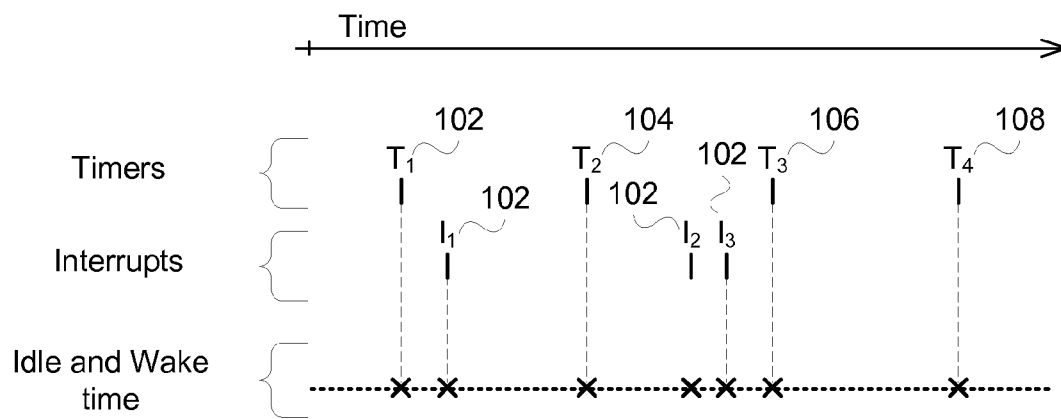 Time
102 104 106 108
102
Timers T₁ T₂ T₃ T₄
102 102
I₁ I₂ I₃
Interrupts
Idle and Wake
time